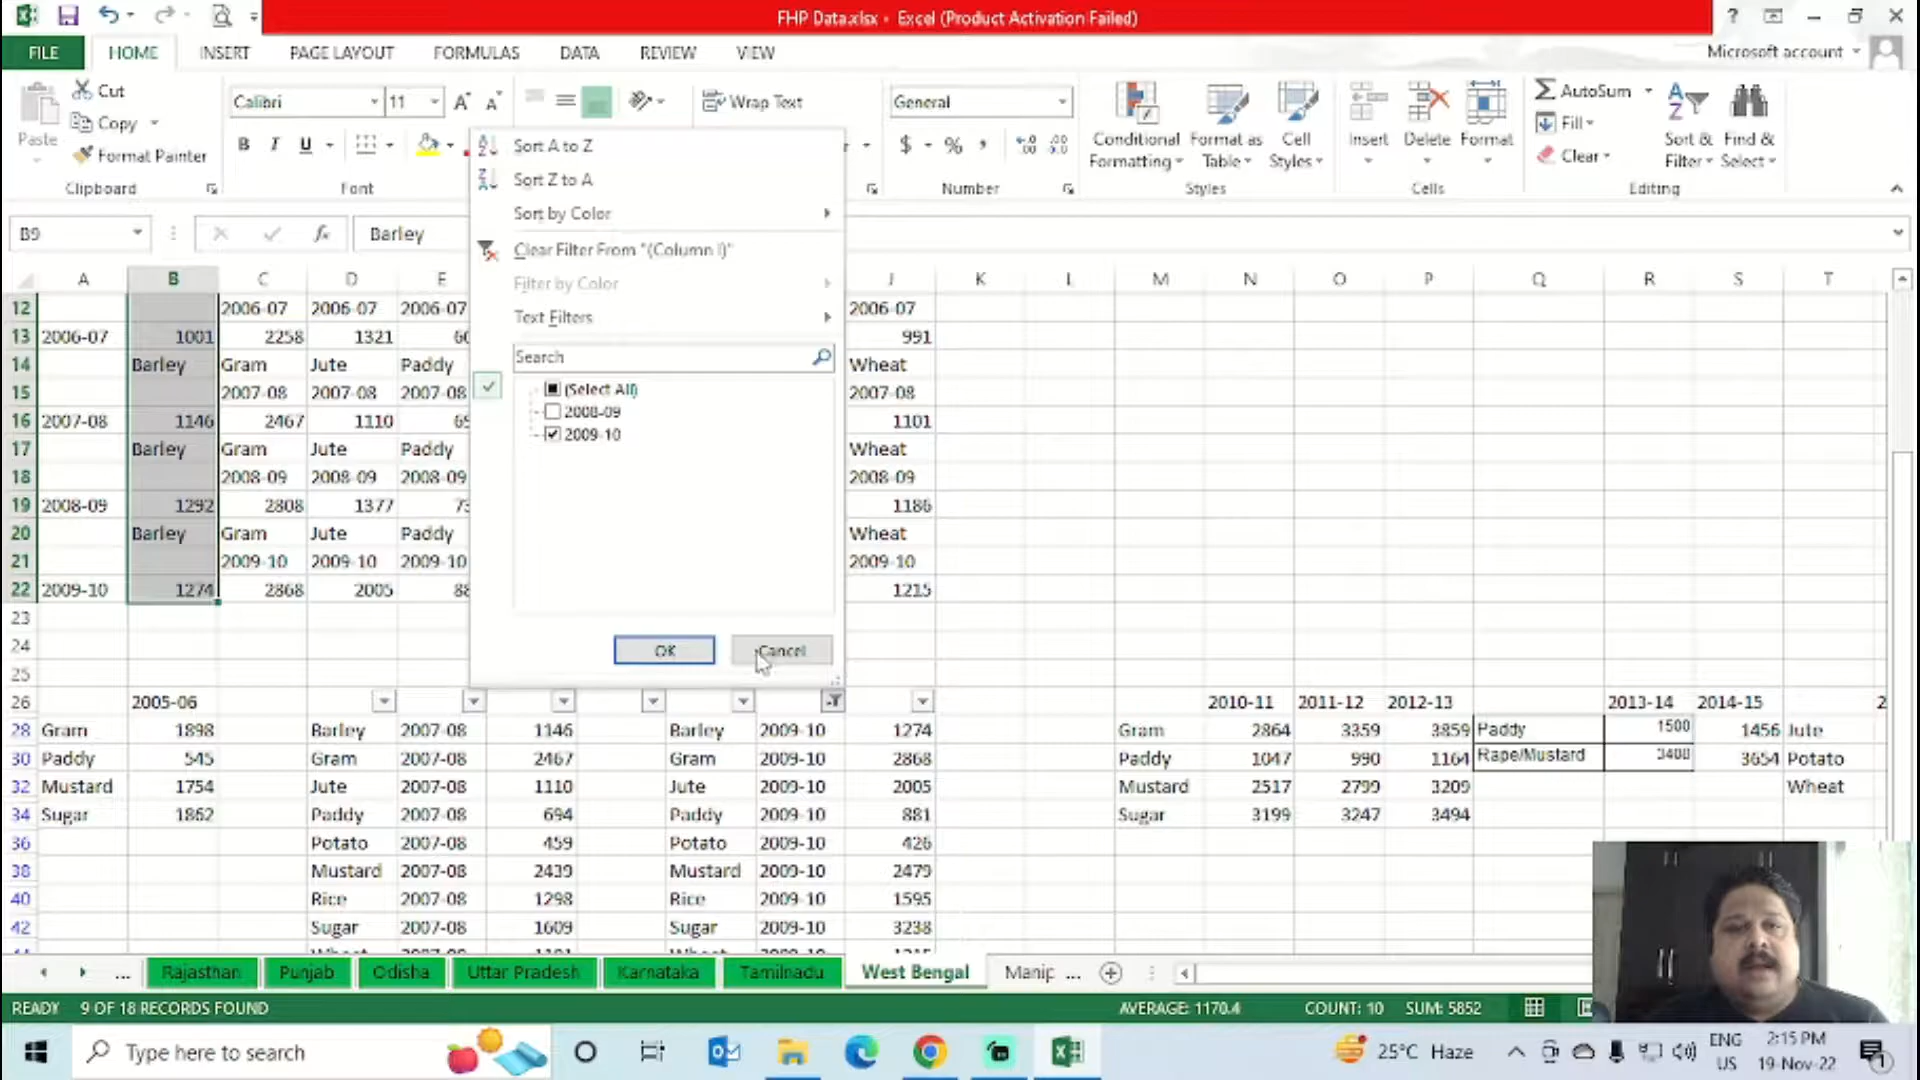 FHP Data.xlsx - Excel (Product Activation Failed)
FILE HOME INSERT PAGE LAYOUT FORMULAS DATA REVIEW VIEW Microsoft account
Paste
Cut
Copy
Format Painter
Clipboard
Calibri 11
B I U
Font
Wrap Text
General
$ % ,
Number
Conditional Formatting
Format as Table
Cell Styles
Styles
Insert
Delete
Format
Cells
AutoSum
Fill
Clear
Sort & Filter
Find & Select
Editing
B9 fx Barley
Sort A to Z
Sort Z to A
Sort by Color
Clear Filter From "(Column I)"
Filter by Color
Text Filters
Search
(Select All)
2008-09
2009-10
OK Cancel
A B C D E J K L M N O P Q R S T
12 2006-07 2006-07 2006-07 2006-07
13 2006-07 1001 2258 1321 991
14 Barley Gram Jute Paddy Wheat
15 2007-08 2007-08 2007-08 2007-08
16 2007-08 1146 2467 1110 1101
17 Barley Gram Jute Paddy Wheat
18 2008-09 2008-09 2008-09 2008-09
19 2008-09 1292 2808 1377 1186
20 Barley Gram Jute Paddy Wheat
21 2009-10 2009-10 2009-10 2009-10
22 2009-10 1274 2868 2005 1215
23
24
25
26 2005-06 2010-11 2011-12 2012-13 2013-14 2014-15 2
28 Gram 1898 Barley 2007-08 1146 Barley 2009-10 1274 Gram 2864 3359 3859 Paddy 1500 1456 Jute
30 Paddy 545 Gram 2007-08 2467 Gram 2009-10 2868 Paddy 1047 990 1164 Rape/Mustard 3400 3654 Potato
32 Mustard 1754 Jute 2007-08 1110 Jute 2009-10 2005 Mustard 2517 2799 3209 Wheat
34 Sugar 1862 Paddy 2007-08 694 Paddy 2009-10 881 Sugar 3199 3247 3494
36 Potato 2007-08 459 Potato 2009-10 426
38 Mustard 2007-08 2439 Mustard 2009-10 2479
40 Rice 2007-08 1298 Rice 2009-10 1595
42 Sugar 2007-08 1609 Sugar 2009-10 3238
... Rajasthan Punjab Odisha Uttar Pradesh Karnataka Tamilnadu West Bengal Manip ...
READY 9 OF 18 RECORDS FOUND AVERAGE: 1170.4 COUNT: 10 SUM: 5852
Type here to search 25°C Haze ENG US 2:15 PM 19-Nov-22 1